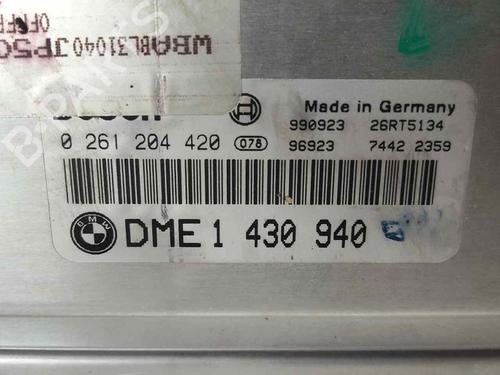 WBABL31040JP5
BOSCH
Made in Germany
0 261 204 420 078
990923 26RT5134
96923 7442 2359
BMW
DME 1 430 940